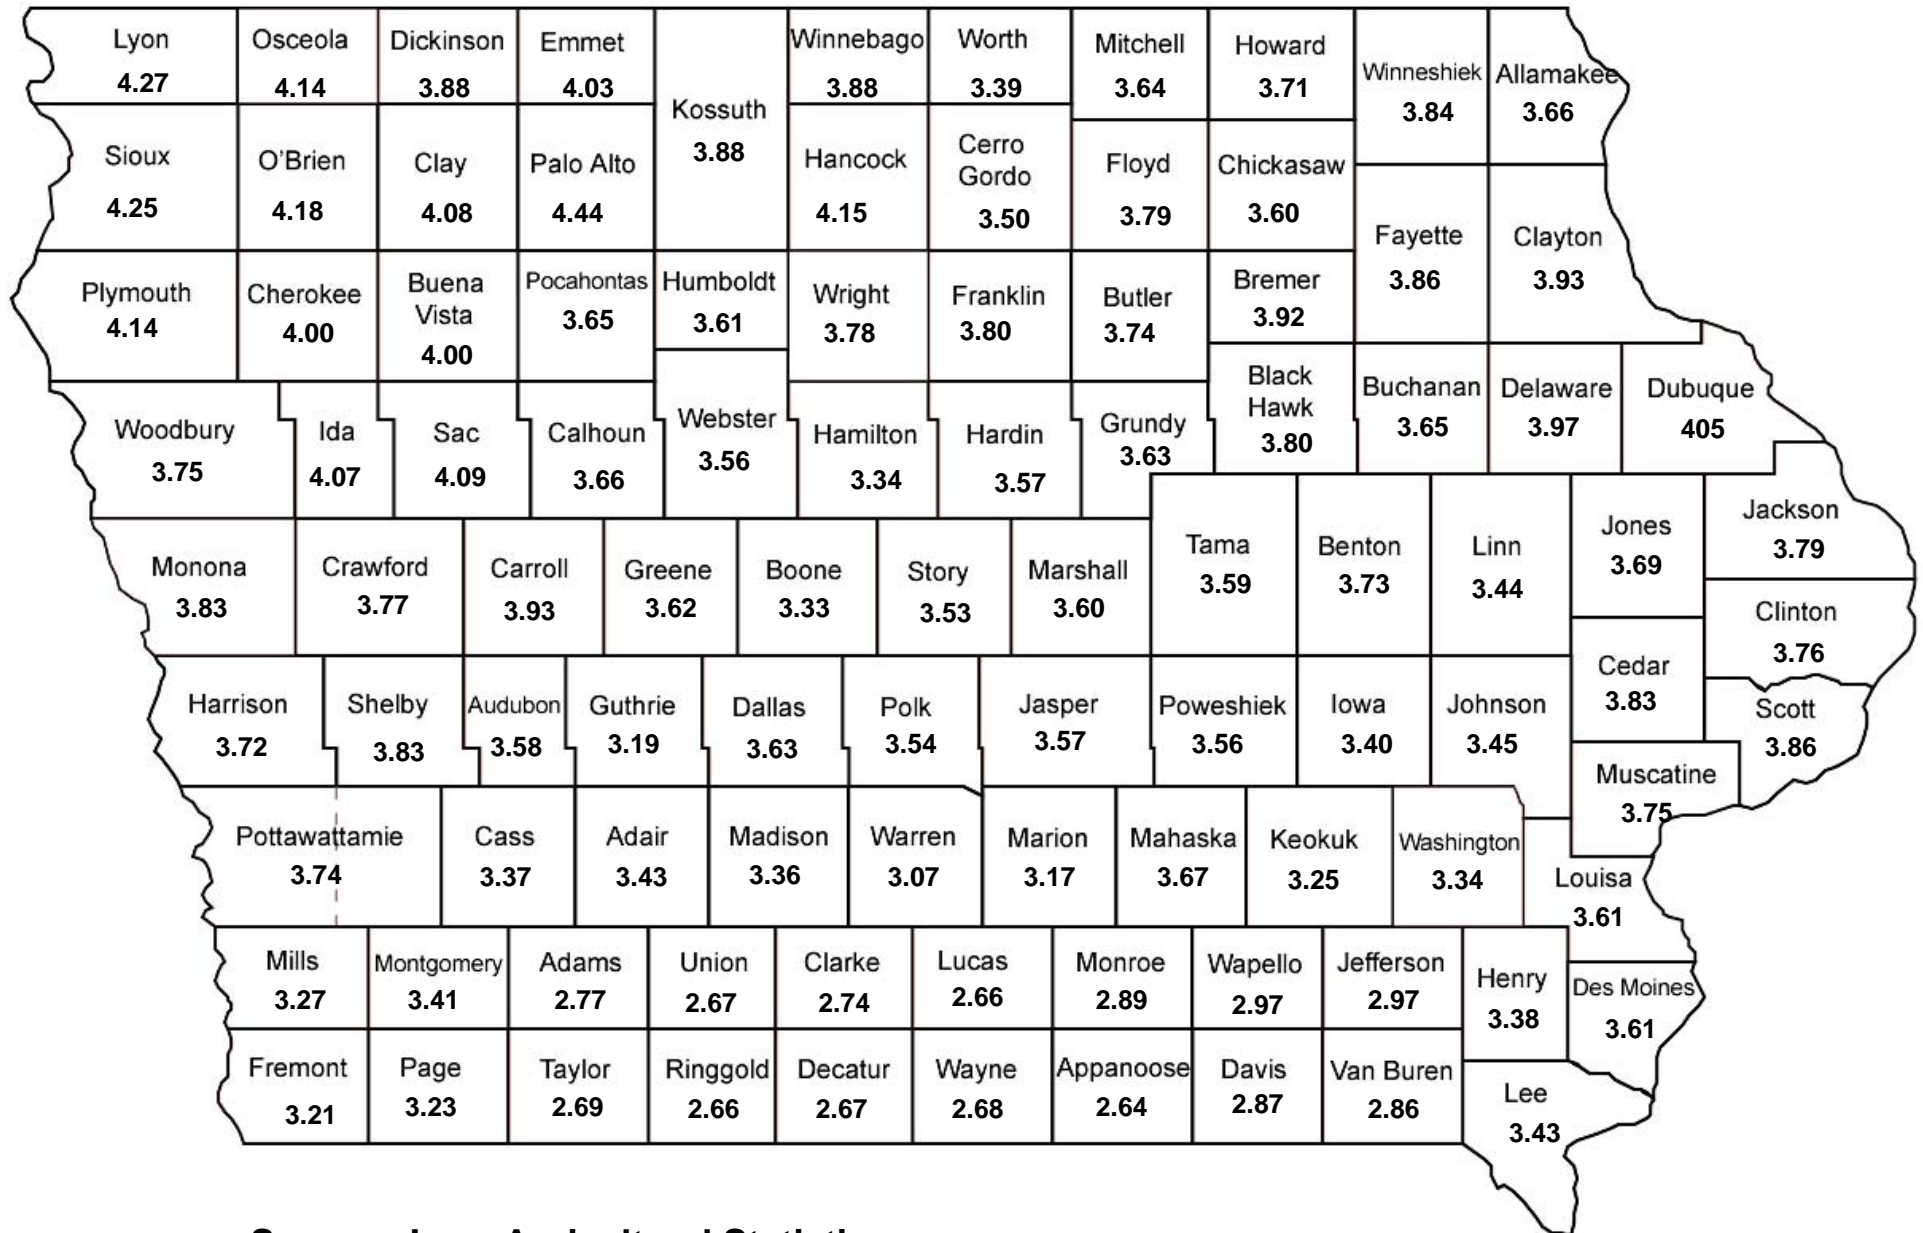 Lyon
4.27
Osceola
4.14
Dickinson
3.88
Emmet
4.03
Kossuth
3.88
Winnebago
3.88
Worth
3.39
Mitchell
3.64
Howard
3.71
Winneshiek
3.84
Allamakee
3.66
Sioux
4.25
O'Brien
4.18
Clay
4.08
Palo Alto
4.44
Hancock
4.15
Cerro
Gordo
3.50
Floyd
3.79
Chickasaw
3.60
Fayette
3.86
Clayton
3.93
Plymouth
4.14
Cherokee
4.00
Buena
Vista
4.00
Pocahontas
3.65
Humboldt
3.61
Wright
3.78
Franklin
3.80
Butler
3.74
Bremer
3.92
Woodbury
3.75
Ida
4.07
Sac
4.09
Calhoun
3.66
Webster
3.56
Hamilton
3.34
Hardin
3.57
Grundy
3.63
Black
Hawk
3.80
Buchanan
3.65
Delaware
3.97
Dubuque
405
Monona
3.83
Crawford
3.77
Carroll
3.93
Greene
3.62
Boone
3.33
Story
3.53
Marshall
3.60
Tama
3.59
Benton
3.73
Linn
3.44
Jones
3.69
Jackson
3.79
Clinton
3.76
Cedar
3.83
Scott
3.86
Harrison
3.72
Shelby
3.83
Audubon
3.58
Guthrie
3.19
Dallas
3.63
Polk
3.54
Jasper
3.57
Poweshiek
3.56
Iowa
3.40
Johnson
3.45
Muscatine
3.75
Pottawattamie
3.74
Cass
3.37
Adair
3.43
Madison
3.36
Warren
3.07
Marion
3.17
Mahaska
3.67
Keokuk
3.25
Washington
3.34
Louisa
3.61
Mills
3.27
Montgomery
3.41
Adams
2.77
Union
2.67
Clarke
2.74
Lucas
2.66
Monroe
2.89
Wapello
2.97
Jefferson
2.97
Henry
3.38
Des Moines
3.61
Fremont
3.21
Page
3.23
Taylor
2.69
Ringgold
2.66
Decatur
2.67
Wayne
2.68
Appanoose
2.64
Davis
2.87
Van Buren
2.86
Lee
3.43